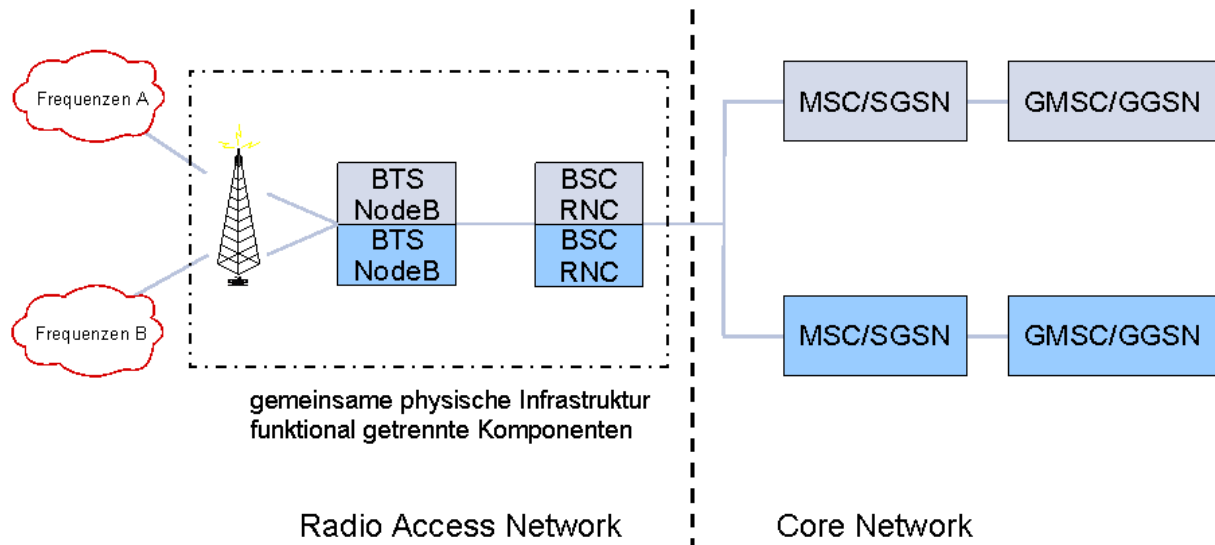 Frequenzen A
Frequenzen B
BTS
NodeB
BTS
NodeB
BSC
RNC
BSC
RNC
MSC/SGSN
GMSC/GGSN
MSC/SGSN
GMSC/GGSN
gemeinsame physische Infrastruktur
funktional getrennte Komponenten
Radio Access Network
Core Network